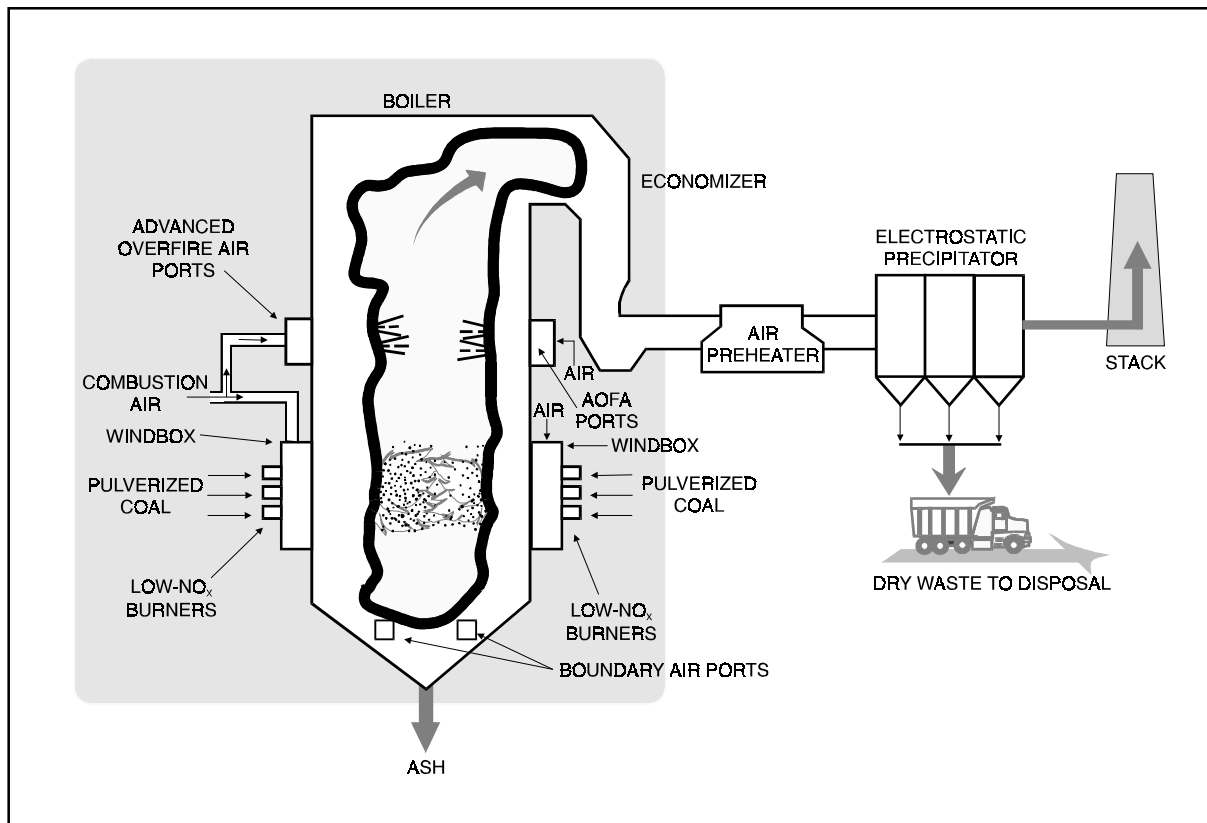 BOILER
ECONOMIZER
ADVANCED
OVERFIRE AIR
PORTS
ELECTROSTATIC
PRECIPITATOR
AIR
PREHEATER
STACK
COMBUSTION
AIR
AIR
AOFA
PORTS
AIR
WINDBOX
WINDBOX
PULVERIZED
COAL
PULVERIZED
COAL
LOW-NOₓ
BURNERS
LOW-NOₓ
BURNERS
DRY WASTE TO DISPOSAL
BOUNDARY AIR PORTS
ASH